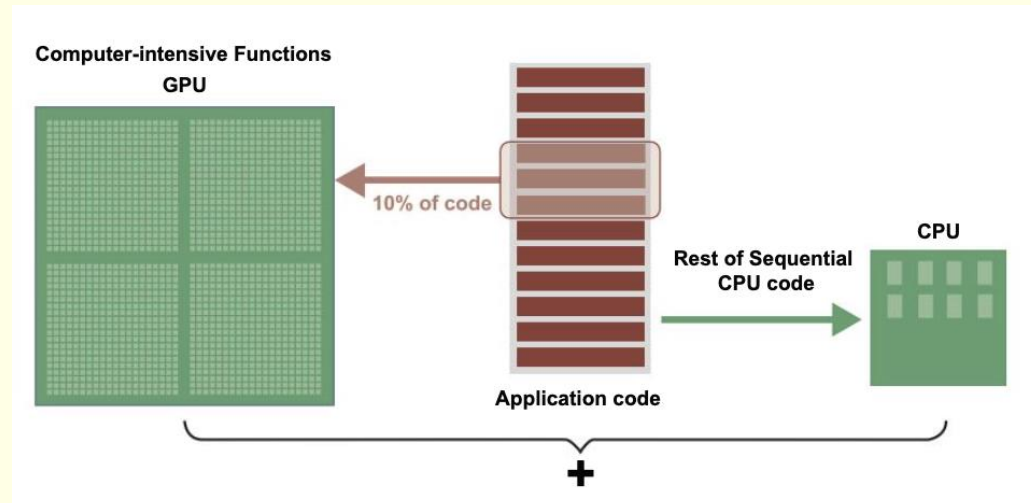 Computer-intensive Functions
GPU
10% of code
Rest of Sequential
CPU code
CPU
Application code
+